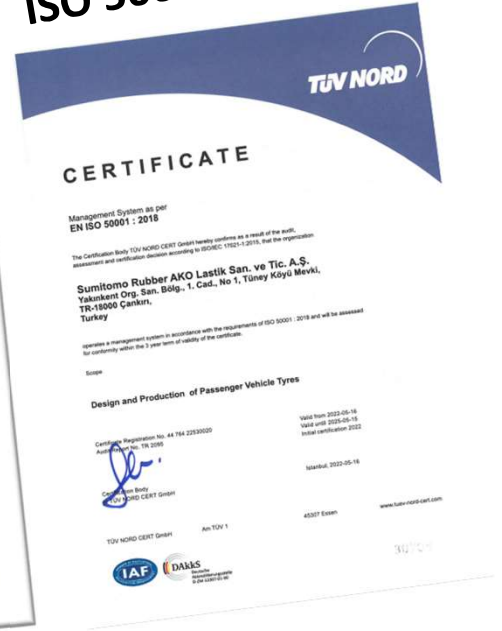 ISO 500
TÜV NORD
CERTIFICATE
Management System as per
EN ISO 50001 : 2018
The Certification Body TÜV NORD CERT GmbH hereby confirms as a result of the audit,
assessment and certification decision according to ISO/IEC 17021-1:2015, that the organization
Sumitomo Rubber AKO Lastik San. ve Tic. A.Ş.
Yakınkent Org. San. Bölg., 1. Cad., No 1, Tüney Köyü Mevki,
TR-18000 Çankırı,
Turkey
operates a management system in accordance with the requirements of ISO 50001 : 2018 and will be assessed
for conformity within the 3 year term of validity of the certificate.
Scope
Design and Production of Passenger Vehicle Tyres
Certificate Registration No. 44 764 22530020
Audit Report No. TR 2055
Valid from 2022-05-16
Valid until 2025-05-15
Initial certification 2022
Certification Body
TÜV NORD CERT GmbH
Istanbul, 2022-05-16
TÜV NORD CERT GmbH
Am TÜV 1
45307 Essen
www.tuev-nord-cert.com
IAF
DAkkS
Deutsche
Akkreditierungsstelle